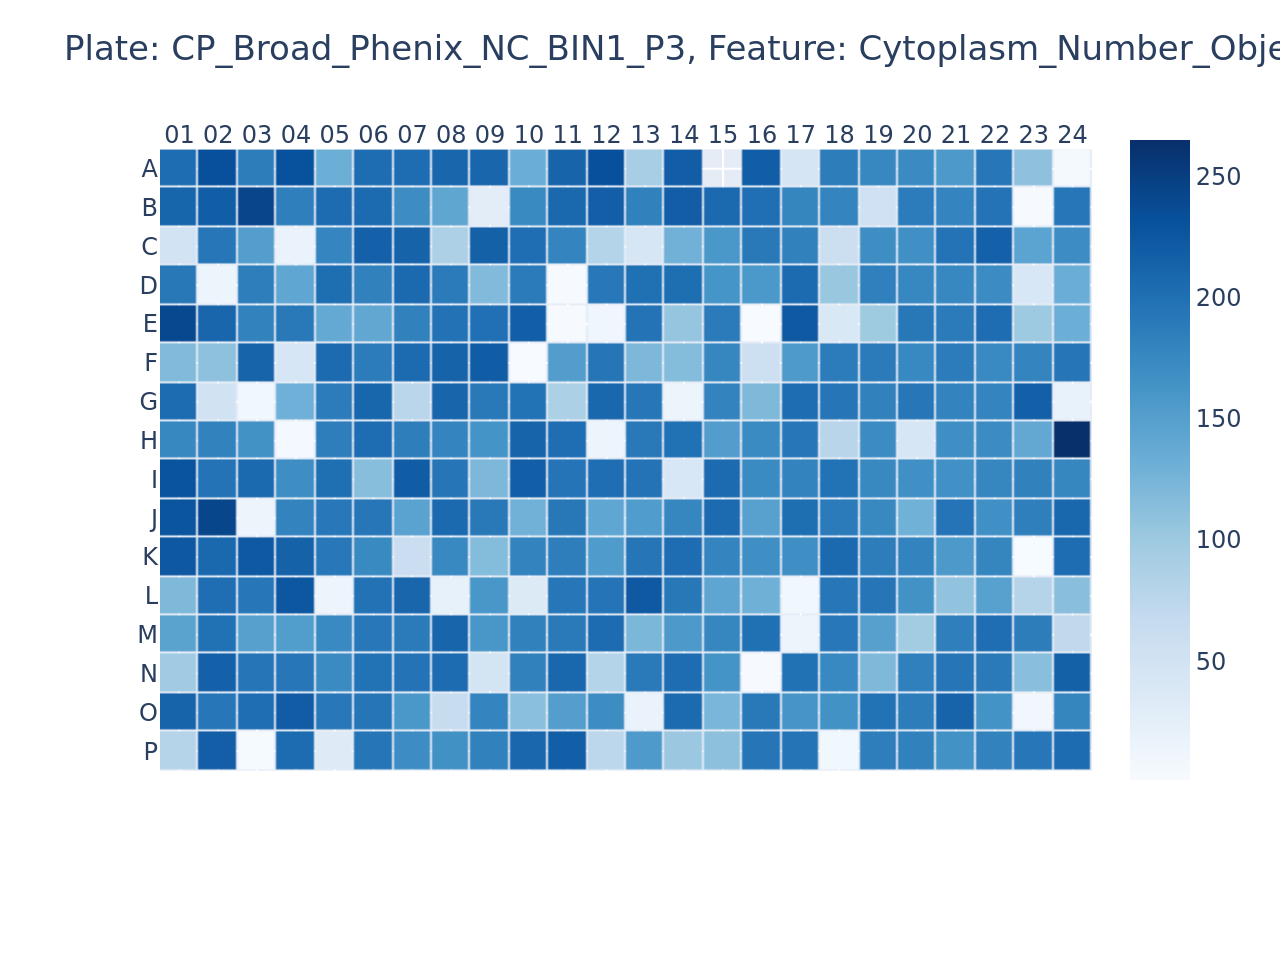 Plate: CP_Broad_Phenix_NC_BIN1_P3, Feature: Cytoplasm_Number_Obje
01 02 03 04 05 06 07 08 09 10 11 12 13 14 15 16 17 18 19 20 21 22 23 24
A
B
C
D
E
F
G
H
I
J
K
L
M
N
O
P
250
200
150
100
50